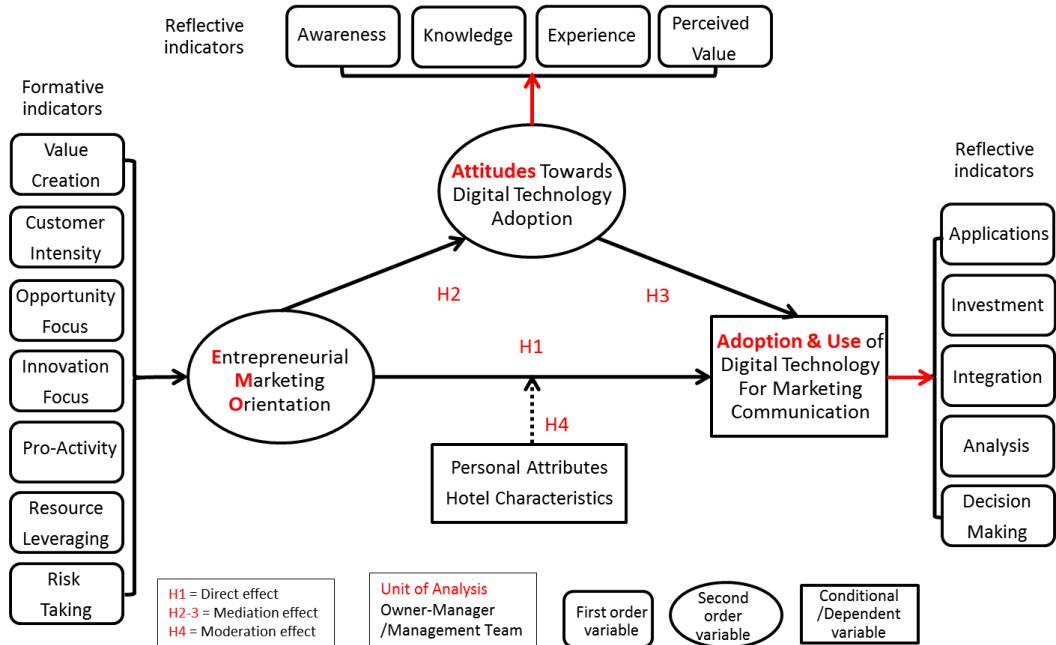 Reflective
indicators
Awareness
Knowledge
Experience
Perceived
Value
Formative
indicators
Value
Creation
Customer
Intensity
Opportunity
Focus
Innovation
Focus
Pro-Activity
Resource
Leveraging
Risk
Taking
Attitudes Towards
Digital Technology
Adoption
H2
H3
Entrepreneurial
Marketing
Orientation
H1
H4
Personal Attributes
Hotel Characteristics
Adoption & Use of
Digital Technology
For Marketing
Communication
Reflective
indicators
Applications
Investment
Integration
Analysis
Decision
Making
H1 = Direct effect
H2-3 = Mediation effect
H4 = Moderation effect
Unit of Analysis
Owner-Manager
/Management Team
First order
variable
Second
order
variable
Conditional
/Dependent
variable